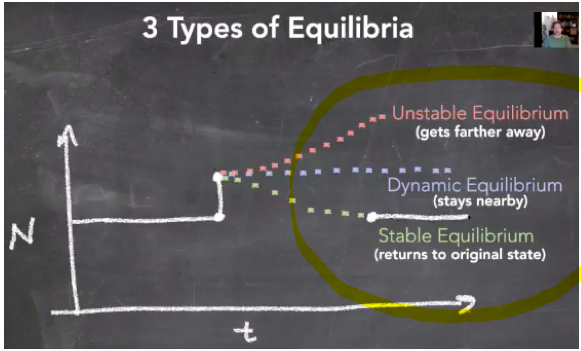 3 Types of Equilibria
Unstable Equilibrium
(gets farther away)
Dynamic Equilibrium
(stays nearby)
Stable Equilibrium
(returns to original state)
N
t